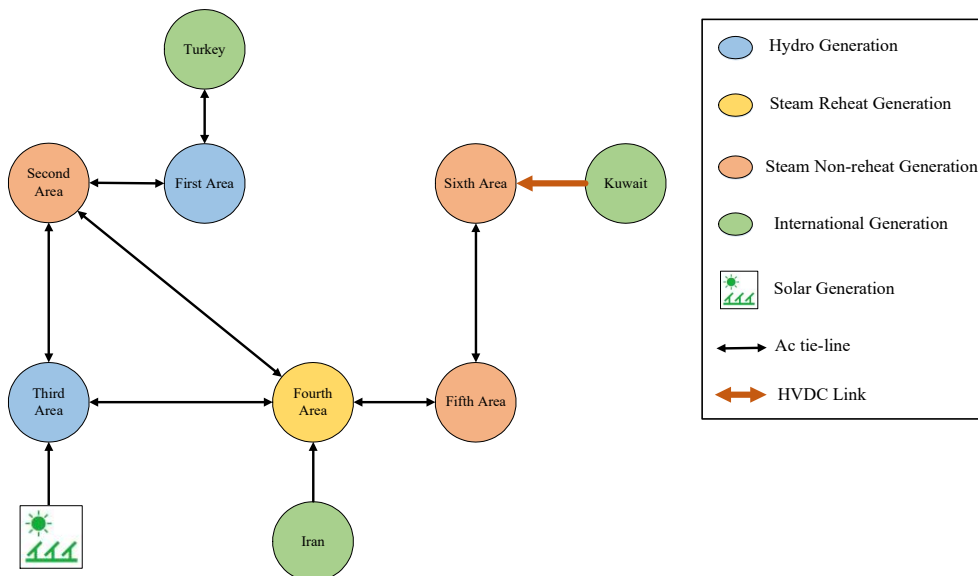 Turkey
Hydro Generation
Steam Reheat Generation
Second
Area
First Area
Sixth Area
Kuwait
Steam Non-reheat Generation
International Generation
Solar Generation
Ac tie-line
Third
Area
Fourth
Area
Fifth Area
HVDC Link
Iran